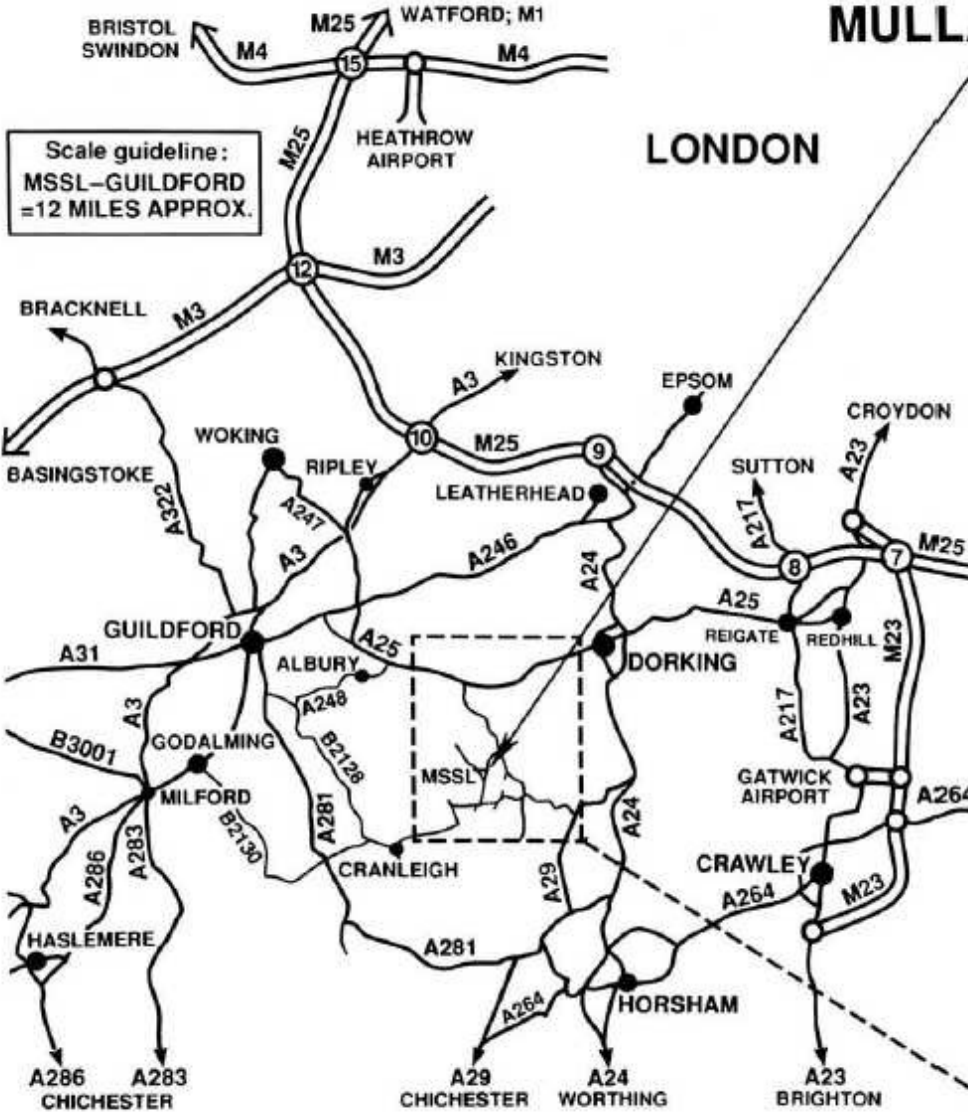 MULL
BRISTOL
SWINDON
M4
M25
WATFORD; M1
15
M4
HEATHROW
AIRPORT
LONDON
Scale guideline:
MSSL–GUILDFORD
=12 MILES APPROX.
M25
12
M3
BRACKNELL
M3
BASINGSTOKE
A3
KINGSTON
EPSOM
CROYDON
WOKING
RIPLEY
10
M25
9
SUTTON
A23
LEATHERHEAD
A322
A247
A3
A246
A24
A217
8
7
M25
GUILDFORD
A25
A25
REIGATE
REDHILL
A31
ALBURY
DORKING
M23
A3
A248
A217
A23
B3001
GODALMING
B2128
MSSL
GATWICK
AIRPORT
MILFORD
A3
A286
A283
B2130
A281
CRANLEIGH
A24
A264
A29
CRAWLEY
A264
M23
HASLEMERE
A281
A264
HORSHAM
A286
CHICHESTER
A283
A29
CHICHESTER
A24
WORTHING
A23
BRIGHTON